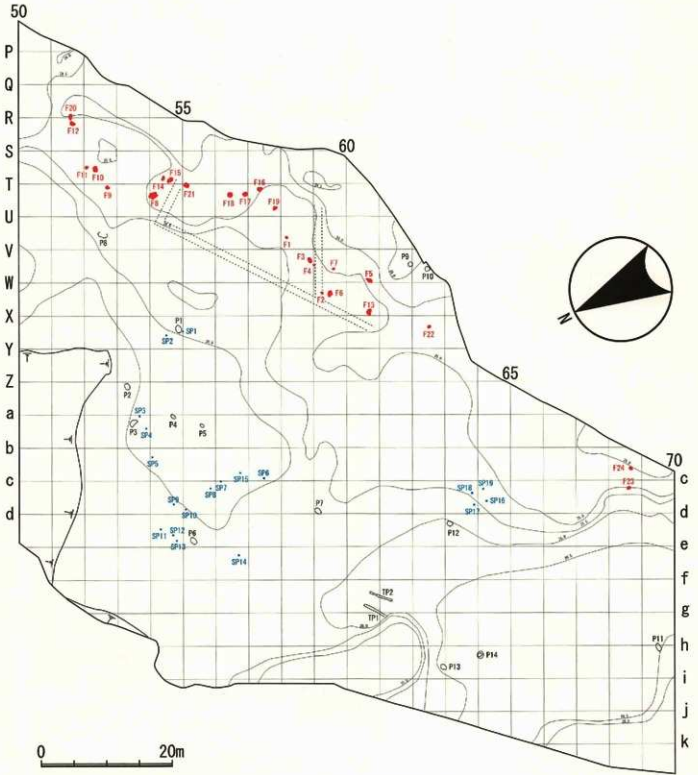 50
P
Q
R
S
T
U
V
W
X
Y
Z
a
b
c
d
55
60
65
70
c
d
e
f
g
h
i
j
k
F20
F12
F11
F10
F9
F14
F15
F8
F21
F18
F17
F16
F19
F1
F3
F4
F7
F2
F6
F5
F13
F22
F24
F23
P8
P9
P10
P1
SP1
SP2
P2
SP3
P3
SP4
P4
P5
SP5
SP15
SP6
SP7
SP8
SP9
SP10
SP11
SP12
SP13
P6
SP14
P7
SP18
SP19
SP16
SP17
P12
TP2
TP1
P13
P14
P11
N
0 20m